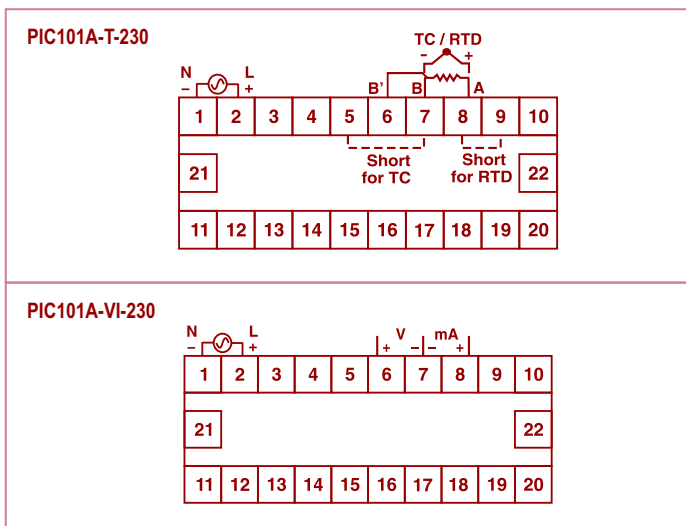 PIC101A-T-230
TC / RTD
- +
N L
- +
B' B A
1 2 3 4 5 6 7 8 9 10
Short for TC
Short for RTD
21 22
11 12 13 14 15 16 17 18 19 20
PIC101A-VI-230
N L
- +
V mA
+ - - +
1 2 3 4 5 6 7 8 9 10
21 22
11 12 13 14 15 16 17 18 19 20